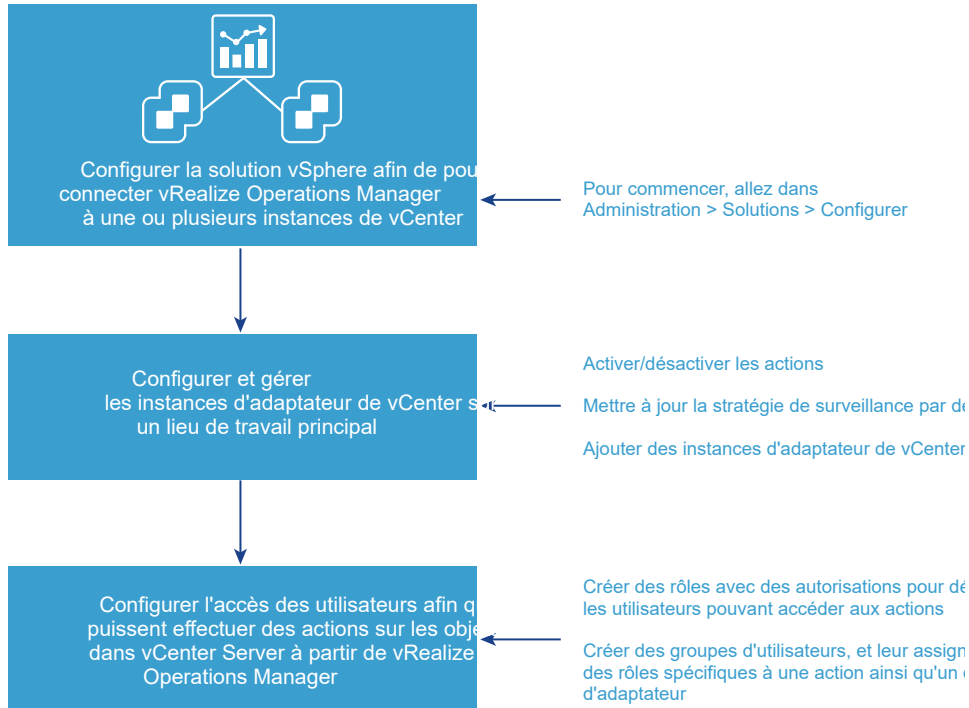 Configurer la solution vSphere afin de pou
connecter vRealize Operations Manager
à une ou plusieurs instances de vCenter
Pour commencer, allez dans
Administration > Solutions > Configurer
Configurer et gérer
les instances d'adaptateur de vCenter s
un lieu de travail principal
Activer/désactiver les actions
Mettre à jour la stratégie de surveillance par dé
Ajouter des instances d'adaptateur de vCenter
Configurer l'accès des utilisateurs afin qu
puissent effectuer des actions sur les obje
dans vCenter Server à partir de vRealize
Operations Manager
Créer des rôles avec des autorisations pour dé
les utilisateurs pouvant accéder aux actions
Créer des groupes d'utilisateurs, et leur assign
des rôles spécifiques à une action ainsi qu'un
d'adaptateur